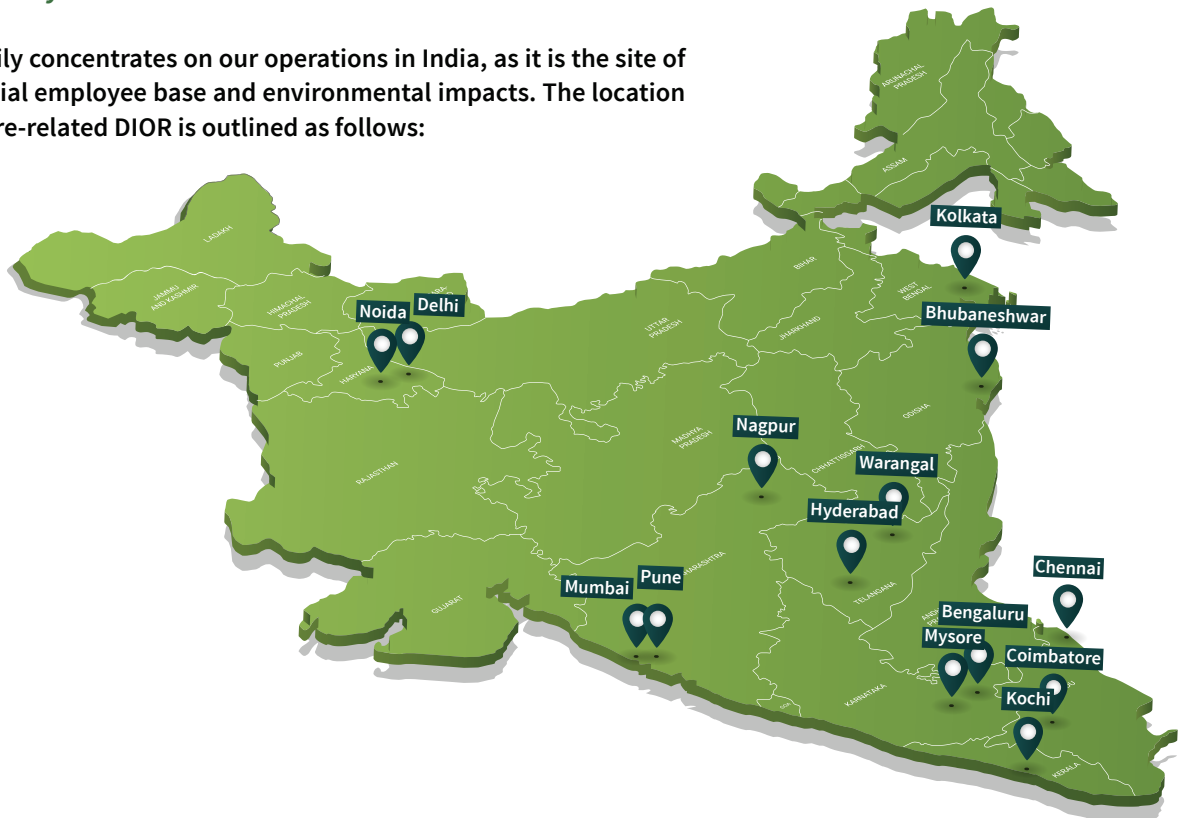 ily concentrates on our operations in India, as it is the site of
ial employee base and environmental impacts. The location
re-related DIOR is outlined as follows:
ARUNACHAL
PRADESH
ASSAM
Kolkata
LADAKH
BIHAR
WEST
BENGAL
JAMMU
AND KASHMIR
HIMACHAL
PRADESH
Noida
Delhi
Bhubaneshwar
UTTAR
PRADESH
JHARKHAND
PUNJAB
HARYANA
ODISHA
Nagpur
MADHYA
PRADESH
CHHATTISGARH
Warangal
RAJASTHAN
Hyderabad
HARASHTRA
Chennai
Mumbai
Pune
TELANGANA
GUJARAT
Bengaluru
Mysore
Coimbatore
KARNATAKA
Kochi
GOA
KERALA